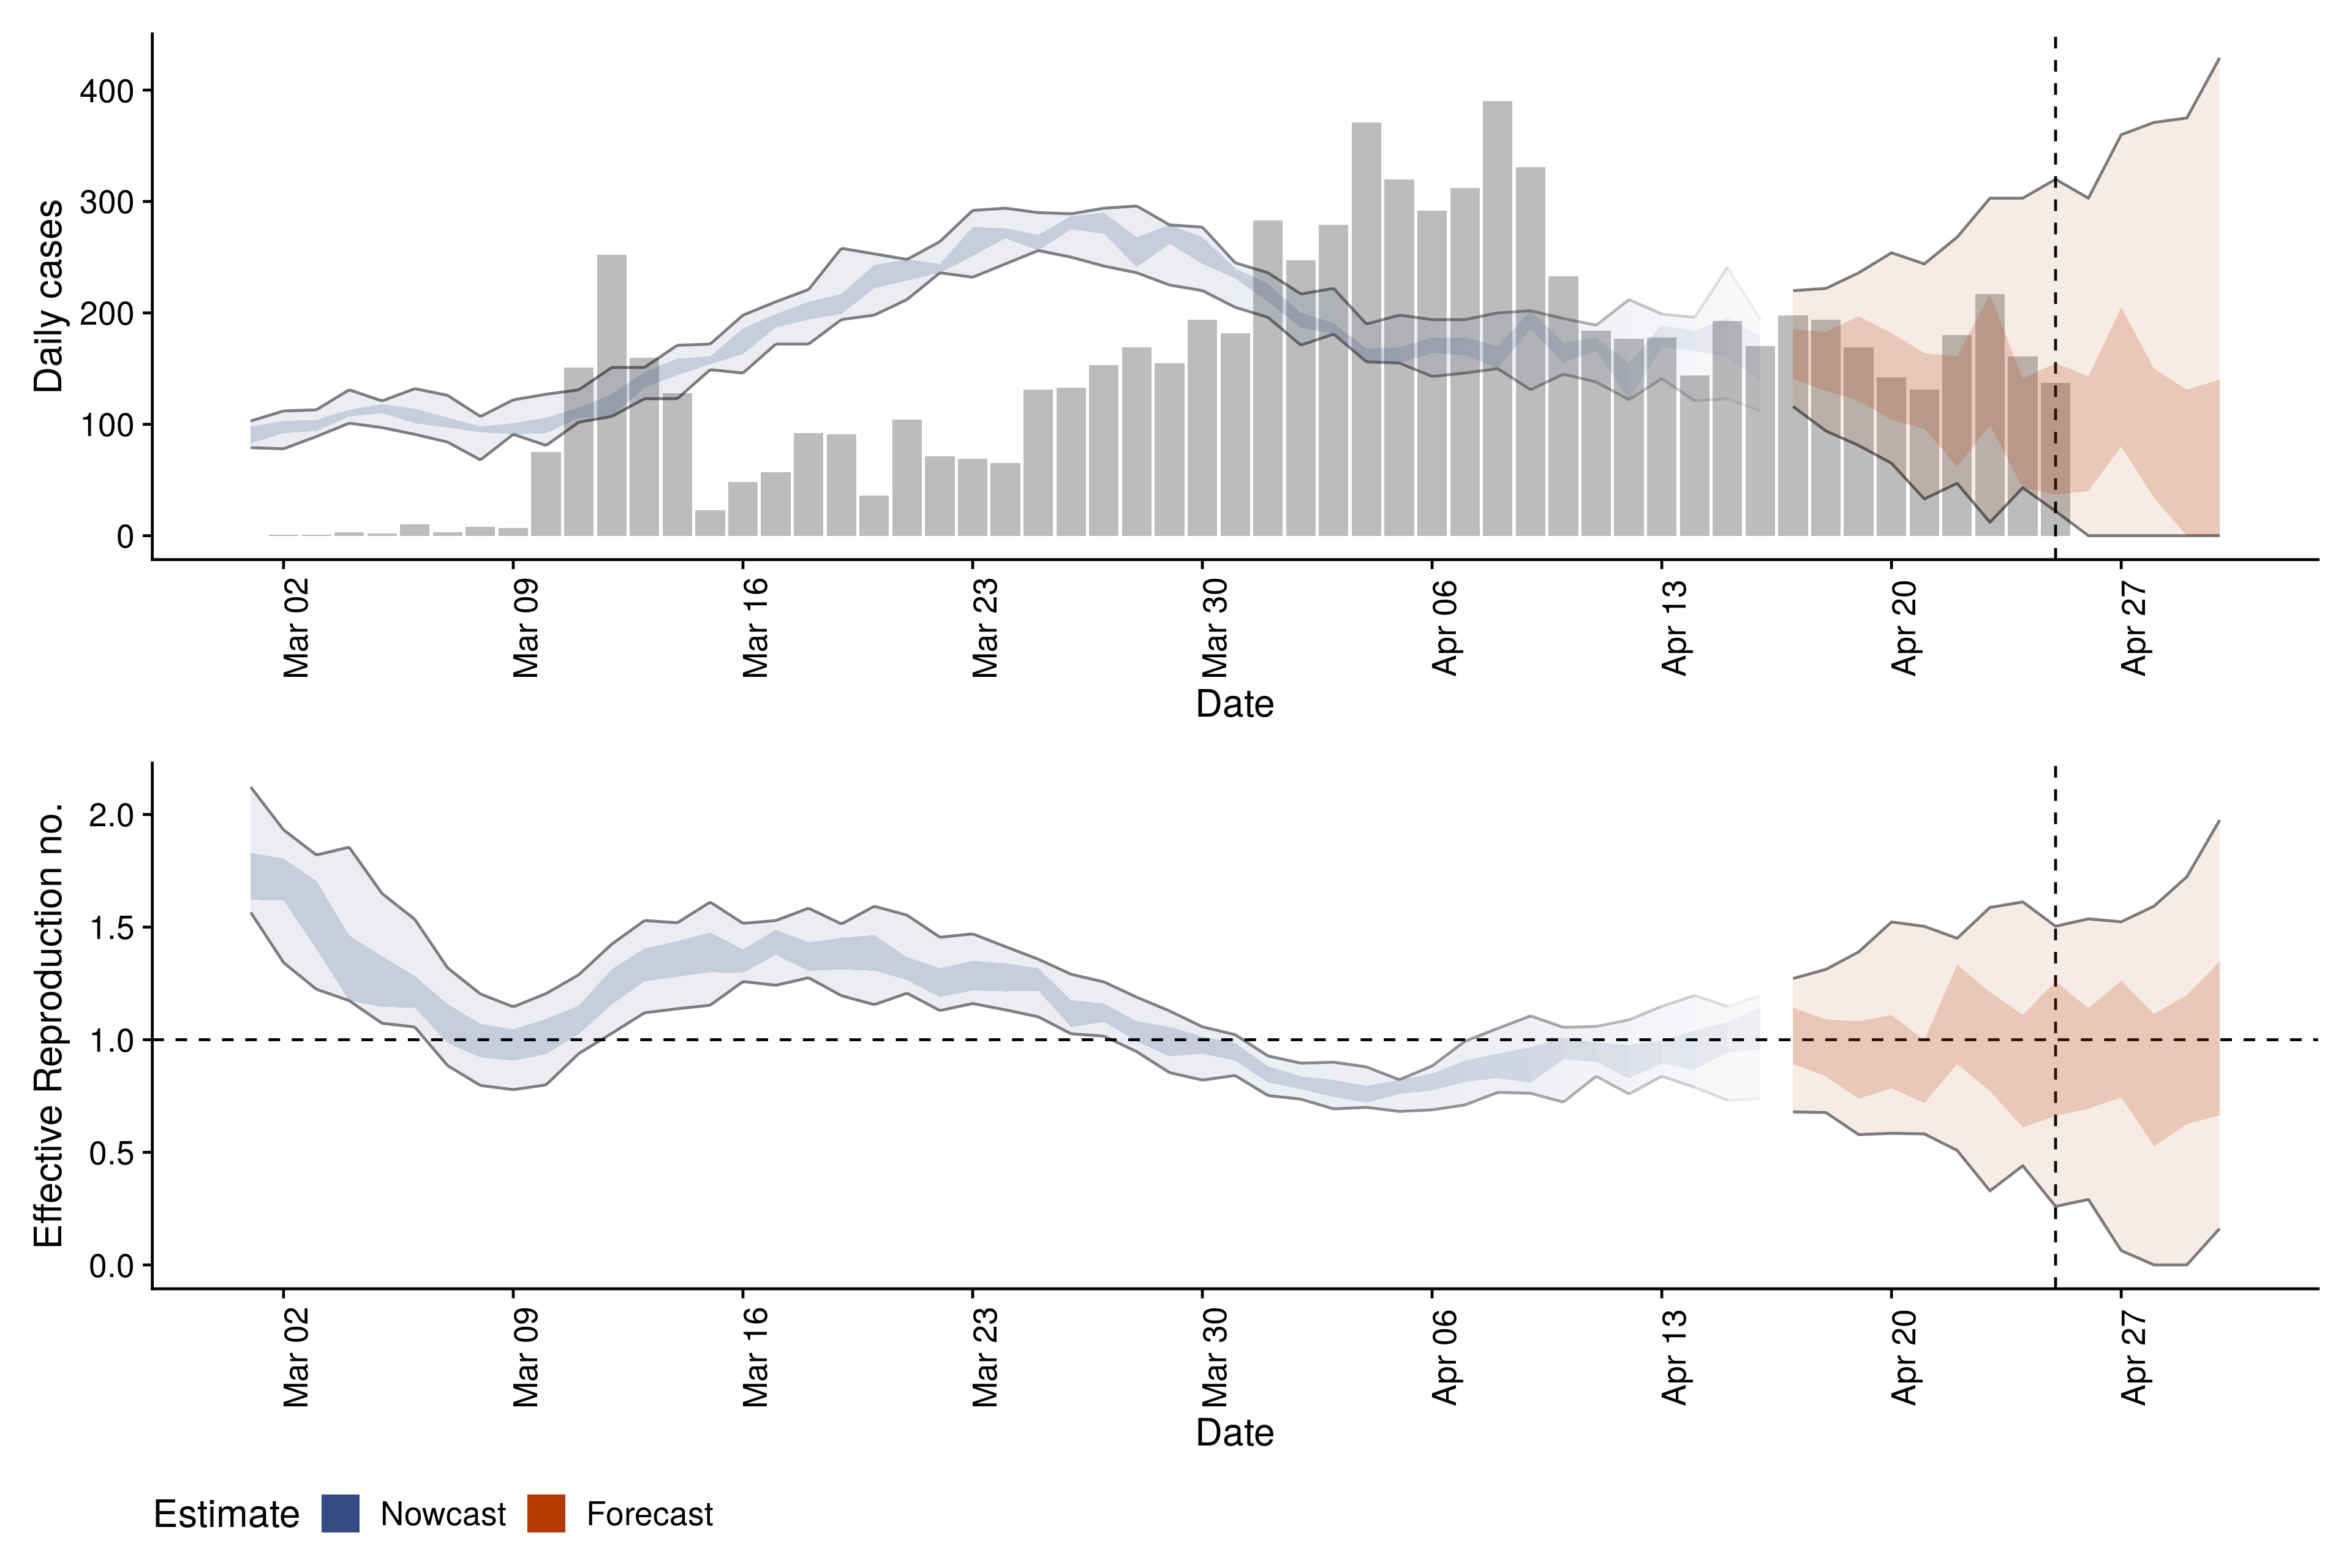 Daily cases
400
300
200
100
0
Mar 02
Mar 09
Mar 16
Mar 23
Mar 30
Apr 06
Apr 13
Apr 20
Apr 27
Date
Effective Reproduction no.
2.0
1.5
1.0
0.5
0.0
Mar 02
Mar 09
Mar 16
Mar 23
Mar 30
Apr 06
Apr 13
Apr 20
Apr 27
Date
Estimate Nowcast Forecast